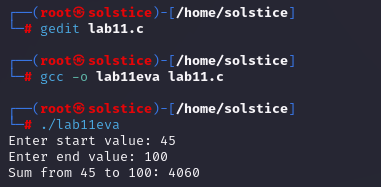 ┌──(root㉿solstice)-[/home/solstice]
└─# gedit lab11.c
┌──(root㉿solstice)-[/home/solstice]
└─# gcc -o lab11eva lab11.c
┌──(root㉿solstice)-[/home/solstice]
└─# ./lab11eva
Enter start value: 45
Enter end value: 100
Sum from 45 to 100: 4060